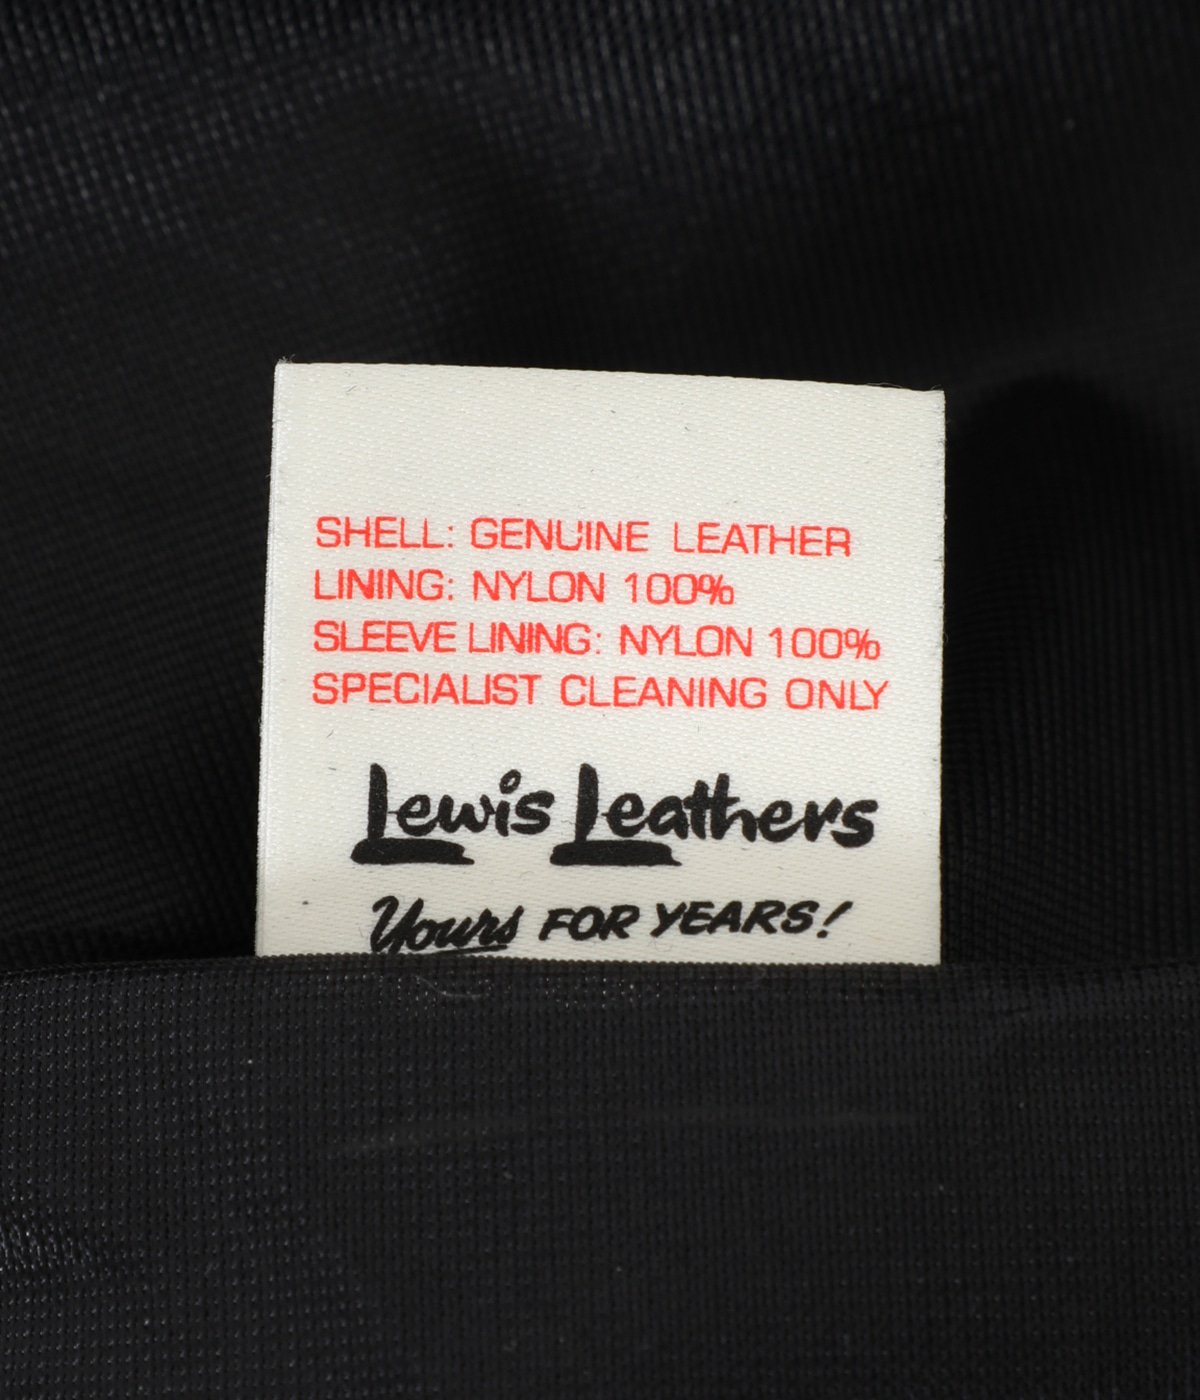 SHELL: GENUINE LEATHER
LINING: NYLON 100%
SLEEVE LINING: NYLON 100%
SPECIALIST CLEANING ONLY
Lewis Leathers
Yours FOR YEARS!